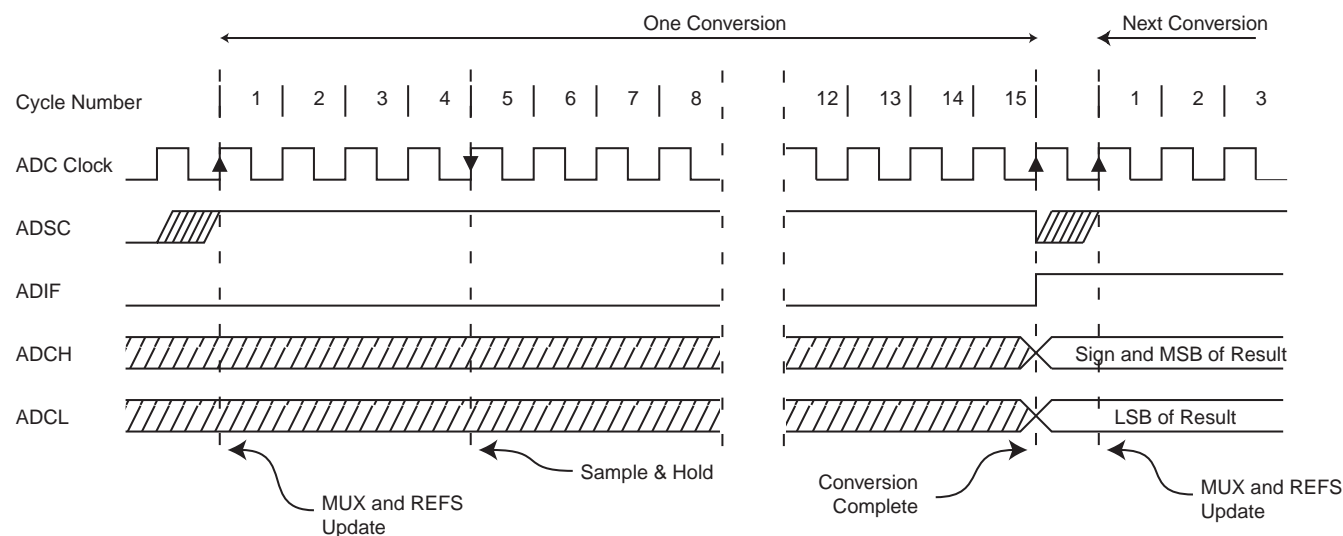 One Conversion Next Conversion
Cycle Number 1 2 3 4 5 6 7 8 12 13 14 15 1 2 3
ADC Clock
ADSC
ADIF
ADCH Sign and MSB of Result
ADCL LSB of Result
MUX and REFS
Update
Sample & Hold
Conversion
Complete
MUX and REFS
Update